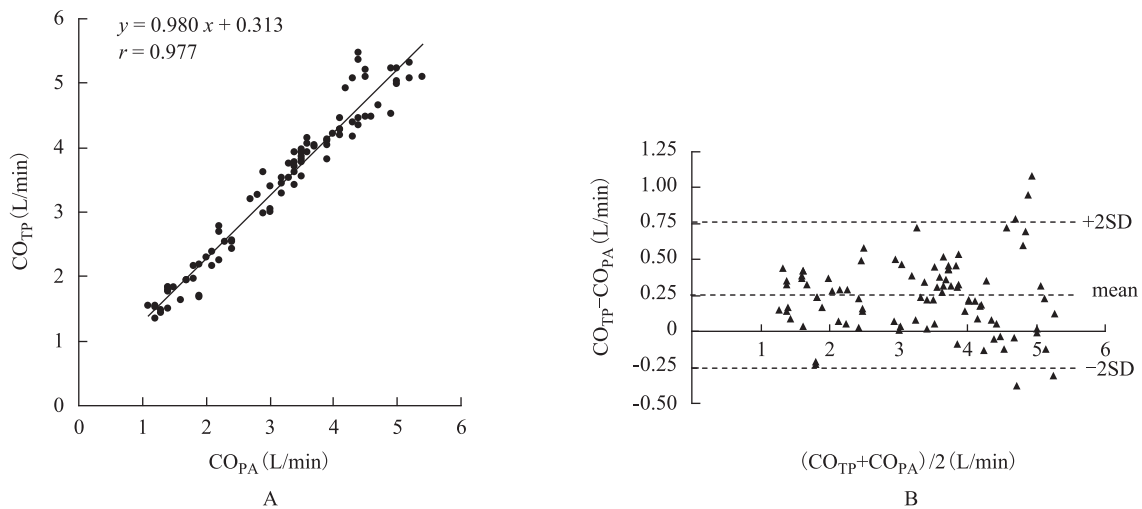 y = 0.980 x + 0.313
r = 0.977
6
5
4
3
2
1
0
CO_TP (L/min)
0 1 2 3 4 5 6
CO_PA (L/min)
A
1.25
1.00
0.75
0.50
0.25
0
-0.25
-0.50
CO_TP−CO_PA (L/min)
+2SD
mean
1 2 3 4 5 6
−2SD
(CO_TP+CO_PA) /2 (L/min)
B